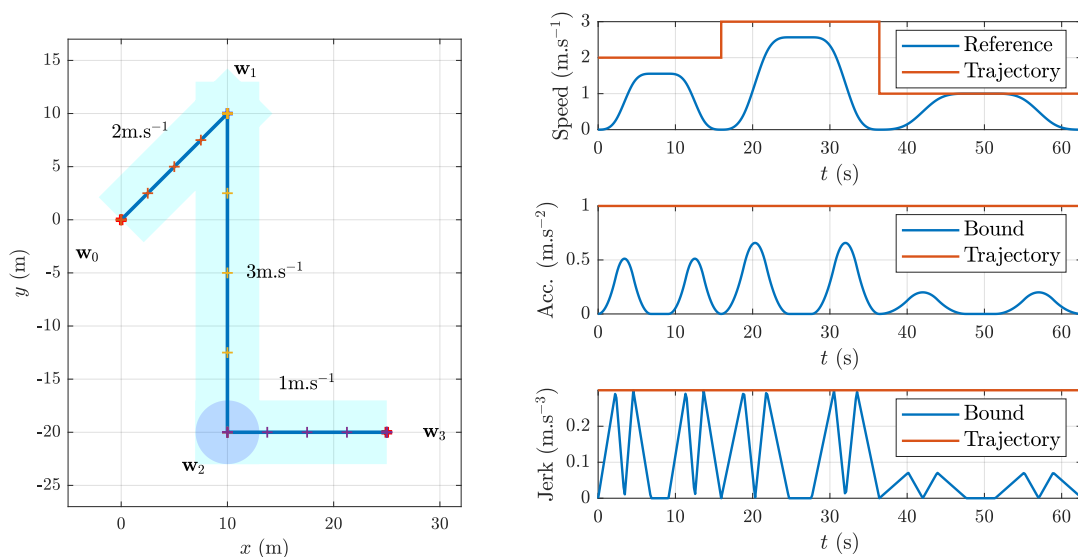 15
10
5
0
-5
-10
-15
-20
-25
y (m)
0
10
20
30
x (m)
w₁
2m.s⁻¹
w₀
3m.s⁻¹
1m.s⁻¹
w₃
w₂
3
2
1
0
Speed (m.s⁻¹)
Reference
Trajectory
0 10 20 30 40 50 60
t (s)
1
0.5
0
Acc. (m.s⁻²)
Bound
Trajectory
0 10 20 30 40 50 60
t (s)
0.2
0.1
0
Jerk (m.s⁻³)
Bound
Trajectory
0 10 20 30 40 50 60
t (s)